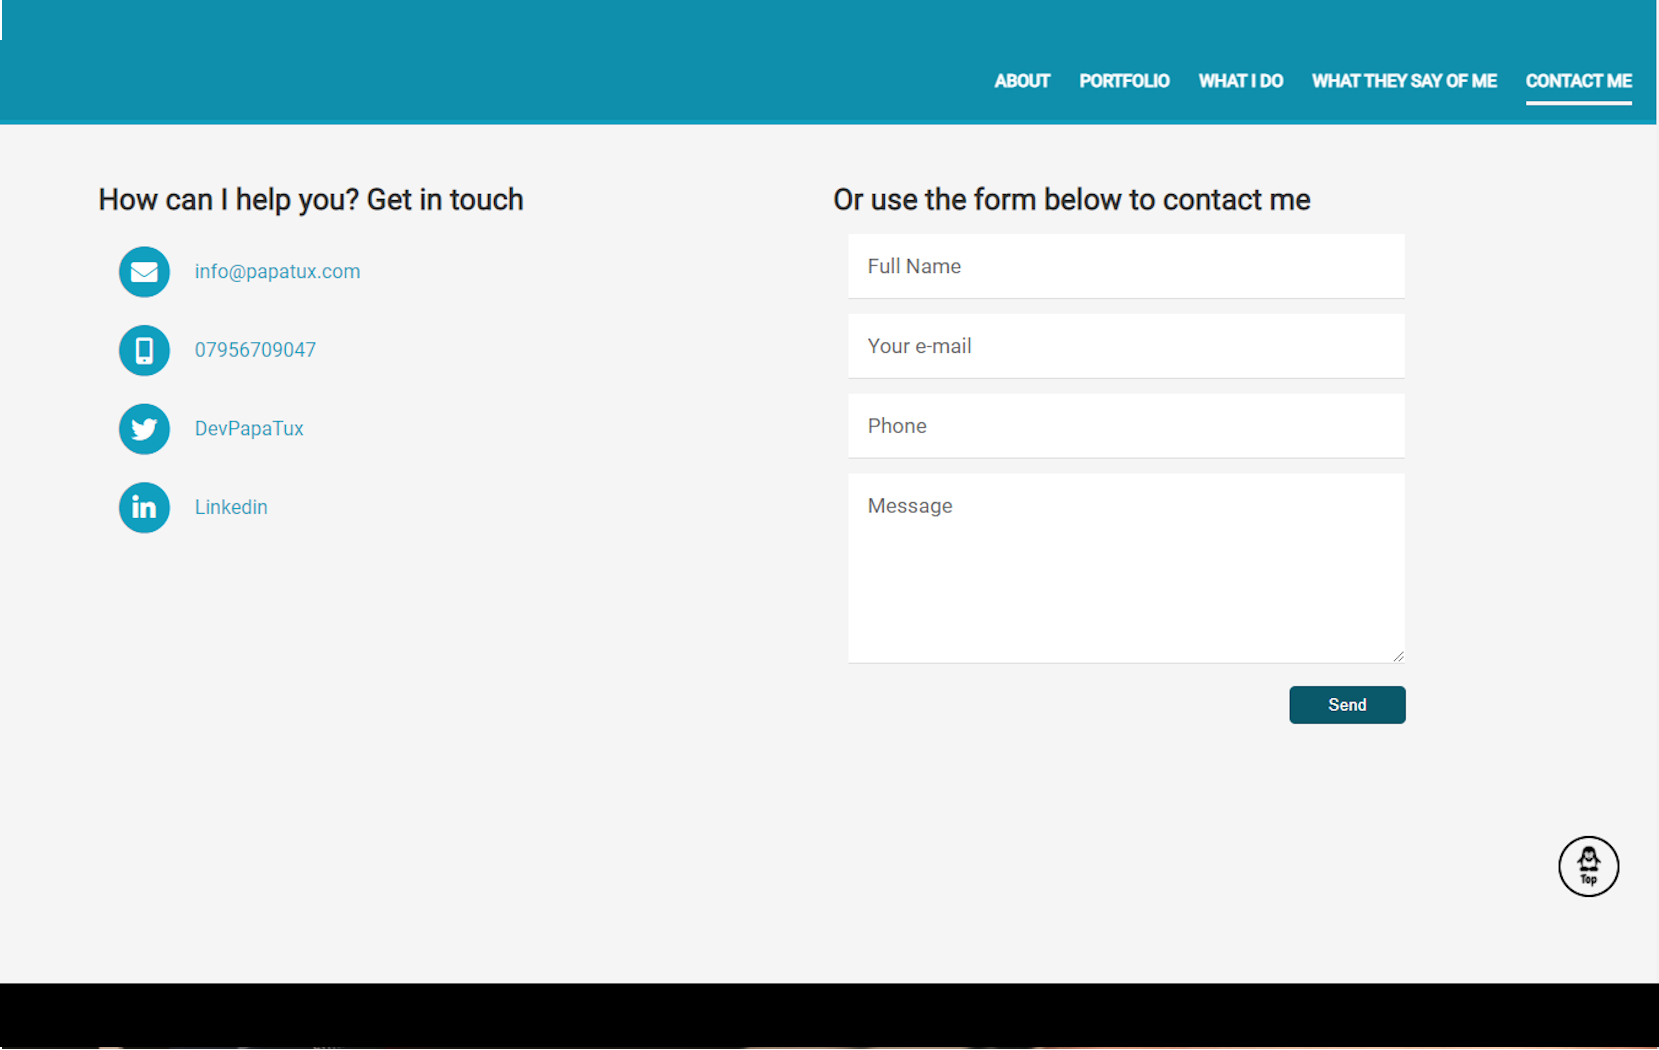 ABOUT PORTFOLIO WHAT I DO WHAT THEY SAY OF ME CONTACT ME
How can I help you? Get in touch
info@papatux.com
07956709047
DevPapaTux
in Linkedin
Or use the form below to contact me
Full Name
Your e-mail
Phone
Message
Send
Top